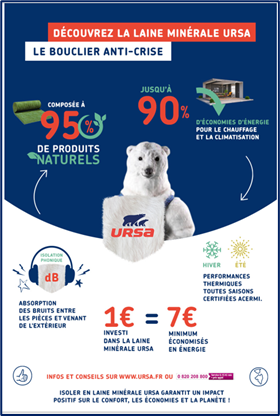 DÉCOUVREZ LA LAINE MINÉRALE URSA
LE BOUCLIER ANTI-CRISE
COMPOSÉE À
95%
DE PRODUITS
NATURELS
JUSQU'À
90%
D'ÉCONOMIES D'ÉNERGIE
POUR LE CHAUFFAGE
ET LA CLIMATISATION
URSA
ISOLATION
PHONIQUE
dB
ABSORPTION
DES BRUITS ENTRE
LES PIÈCES ET VENANT
DE L'EXTÉRIEUR
HIVER ÉTÉ
PERFORMANCES
THERMIQUES
TOUTES SAISONS
CERTIFIÉES ACERMI.
1€ = 7€
INVESTI
DANS LA LAINE
MINÉRALE URSA
MINIMUM
ÉCONOMISÉS
EN ÉNERGIE
INFOS ET CONSEILS SUR WWW.URSA.FR OU 0 820 208 600
ISOLER EN LAINE MINÉRALE URSA GARANTIT UN IMPACT
POSITIF SUR LE CONFORT, LES ÉCONOMIES ET LA PLANÈTE !